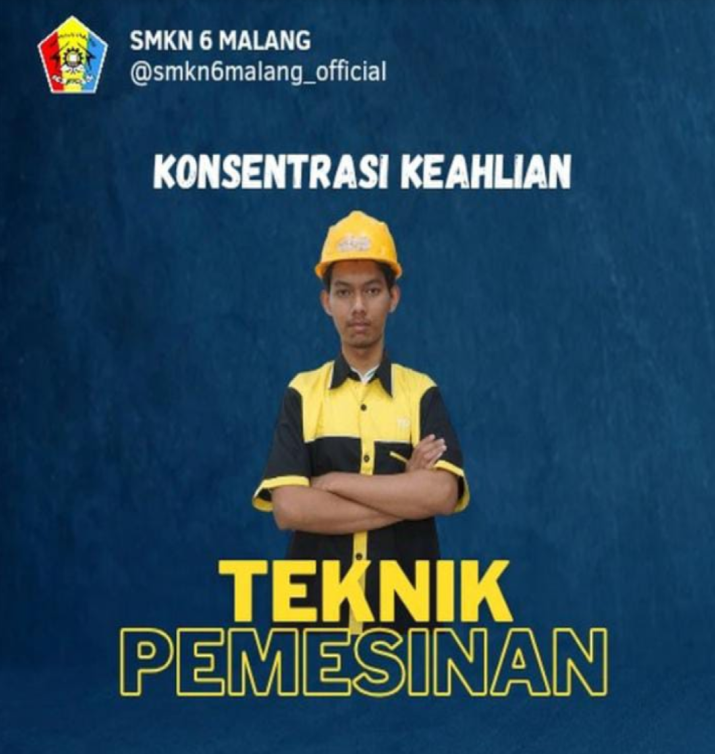 SMKN 6 MALANG
@smkn6malang_official
KONSENTRASI KEAHLIAN
TEKNIK
PEMESINAN